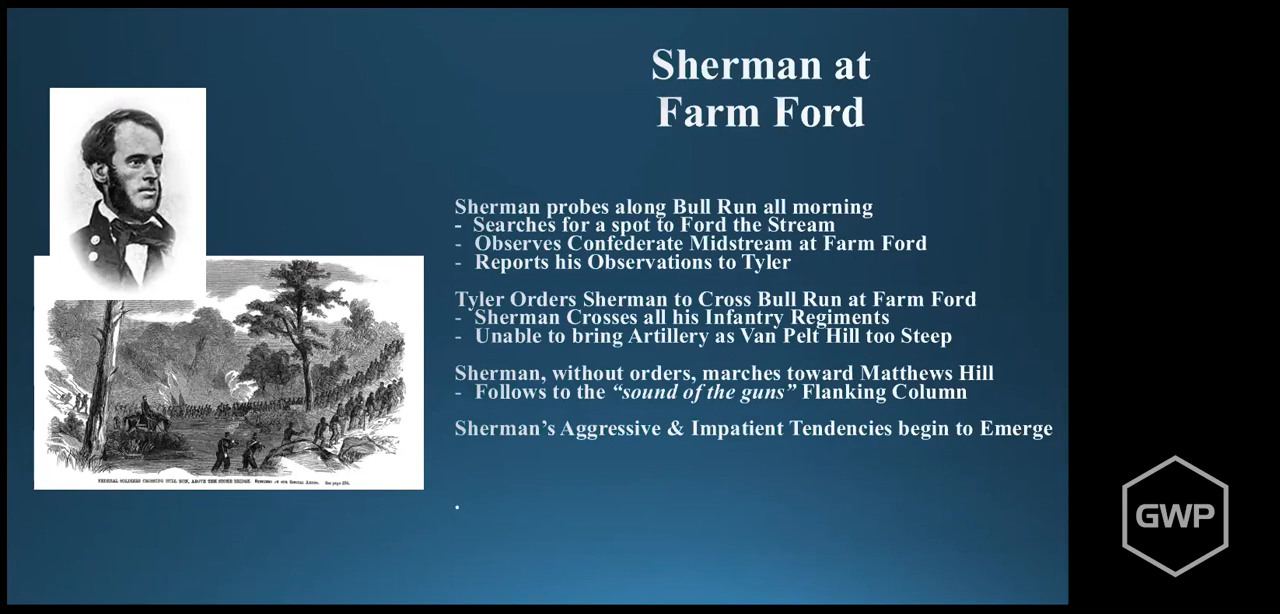 Sherman at
Farm Ford
Sherman probes along Bull Run all morning
- Searches for a spot to Ford the Stream
- Observes Confederate Midstream at Farm Ford
- Reports his Observations to Tyler
Tyler Orders Sherman to Cross Bull Run at Farm Ford
- Sherman Crosses all his Infantry Regiments
- Unable to bring Artillery as Van Pelt Hill too Steep
Sherman, without orders, marches toward Matthews Hill
- Follows to the “sound of the guns” Flanking Column
Sherman’s Aggressive & Impatient Tendencies begin to Emerge
.
FEDERAL SOLDIERS CROSSING BULL RUN, ABOVE THE STONE BRIDGE. See page
GWP